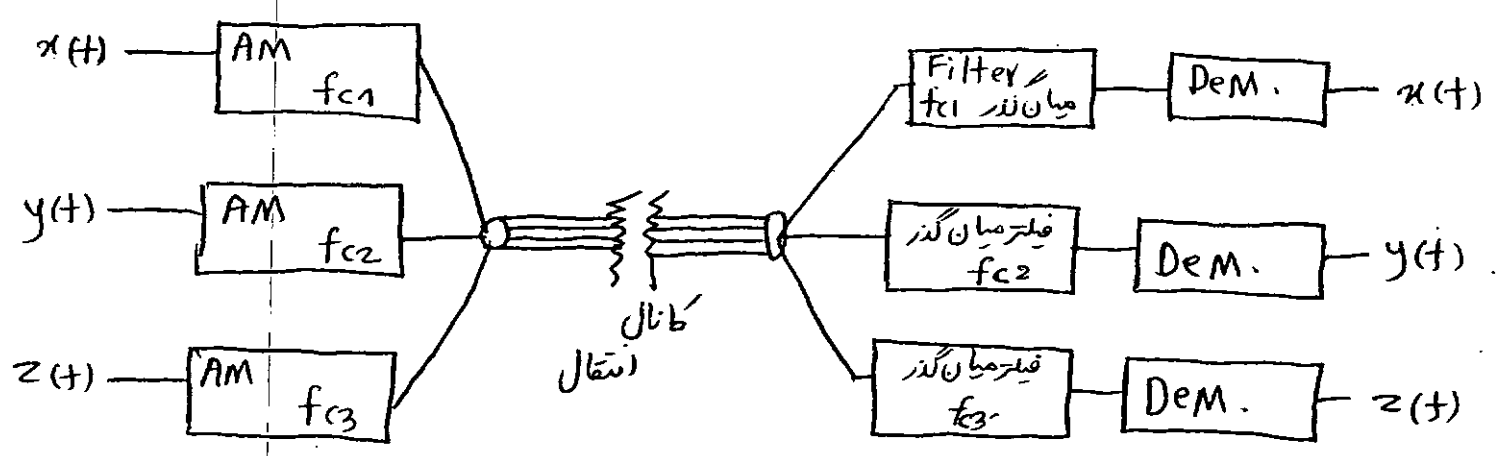 x(t)
AM
fc1
Filter
میان‌گذر fc1
DeM.
x(t)
y(t)
AM
fc2
فیلتر میان‌گذر
fc2
DeM.
y(t)
کانال
انتقال
z(t)
AM
fc3
فیلتر میان‌گذر
fc3
DeM.
z(t)